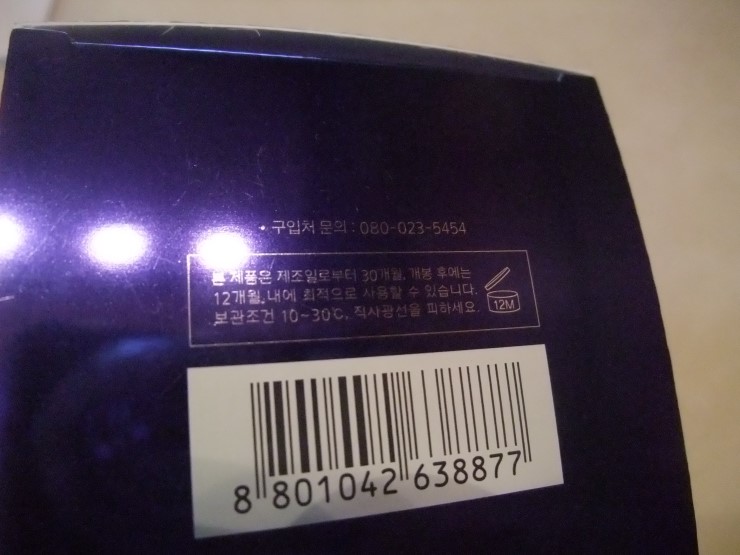 • 구입처 문의 : 080-023-5454
본 제품은 제조일로부터 30개월, 개봉 후에는
12개월 내에 최적으로 사용할 수 있습니다.
보관조건 10~30℃, 직사광선을 피하세요.
12M
8 801042 638877